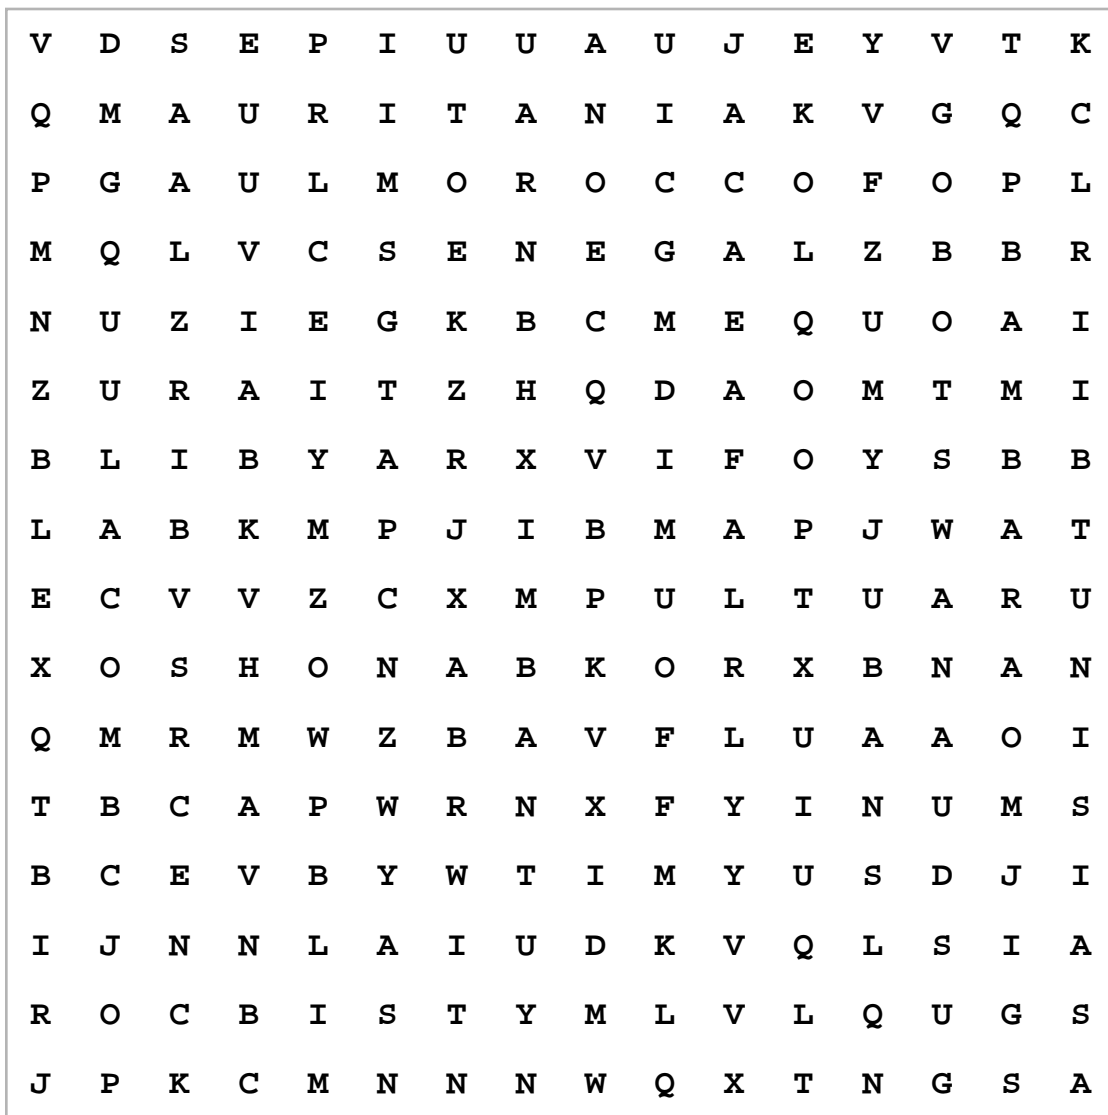 V D S E P I U U A U J E Y V T K
Q M A U R I T A N I A K V G Q C
P G A U L M O R O C C O F O P L
M Q L V C S E N E G A L Z B B R
N U Z I E G K B C M E Q U O A I
Z U R A I T Z H Q D A O M T M I
B L I B Y A R X V I F O Y S B B
L A B K M P J I B M A P J W A T
E C V V Z C X M P U L T U A R U
X O S H O N A B K O R X B N A N
Q M R M W Z B A V F L U A A O I
T B C A P W R N X F Y I N U M S
B C E V B Y W T I M Y U S D J I
I J N N L A I U D K V Q L S I A
R O C B I S T Y M L V L Q U G S
J P K C M N N N W Q X T N G S A